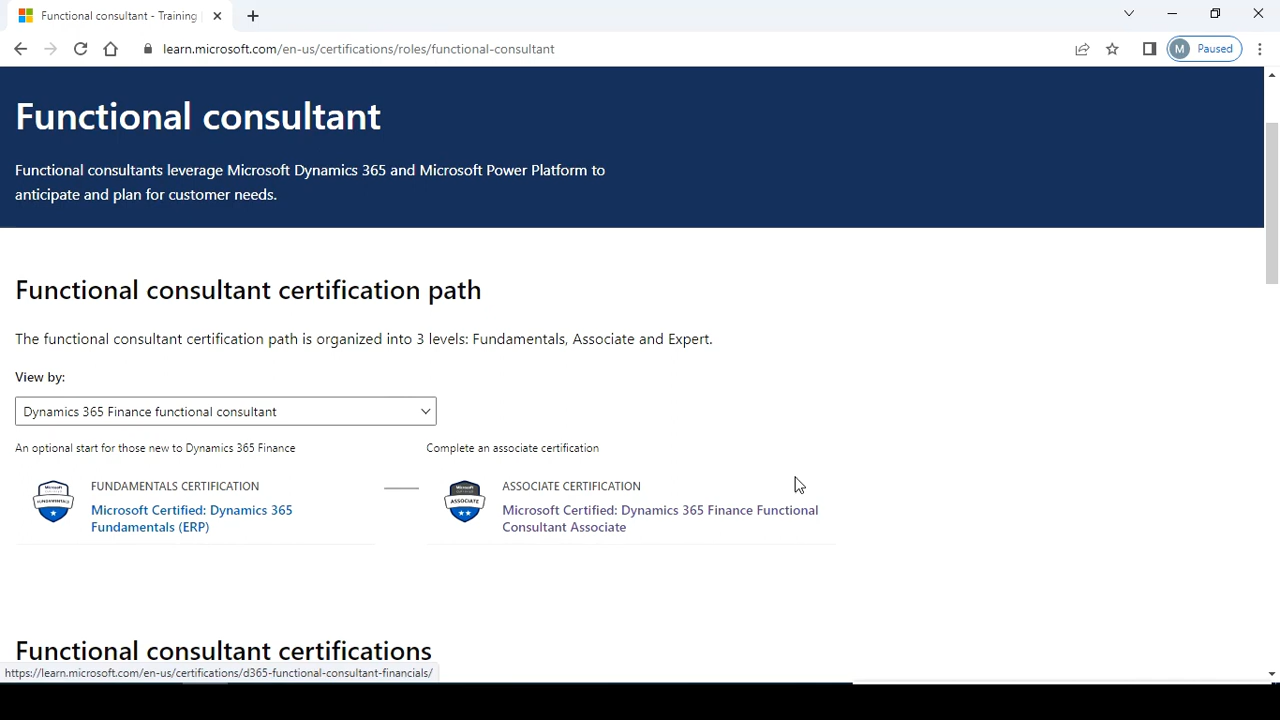 Functional consultant - Training
learn.microsoft.com/en-us/certifications/roles/functional-consultant
M Paused
Functional consultant
Functional consultants leverage Microsoft Dynamics 365 and Microsoft Power Platform to
anticipate and plan for customer needs.
Functional consultant certification path
The functional consultant certification path is organized into 3 levels: Fundamentals, Associate and Expert.
View by:
Dynamics 365 Finance functional consultant
An optional start for those new to Dynamics 365 Finance
FUNDAMENTALS CERTIFICATION
Microsoft Certified: Dynamics 365
Fundamentals (ERP)
FUNDAMENTALS
Complete an associate certification
ASSOCIATE CERTIFICATION
Microsoft Certified: Dynamics 365 Finance Functional
Consultant Associate
ASSOCIATE
Functional consultant certifications
https://learn.microsoft.com/en-us/certifications/d365-functional-consultant-financials/